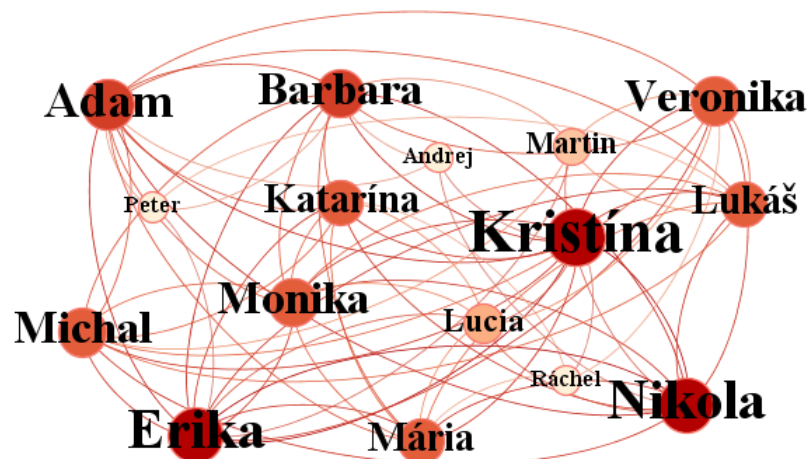 Adam
Barbara
Veronika
Andrej
Martin
Peter
Katarína
Lukáš
Kristína
Monika
Michal
Lucia
Ráchel
Nikola
Erika
Mária